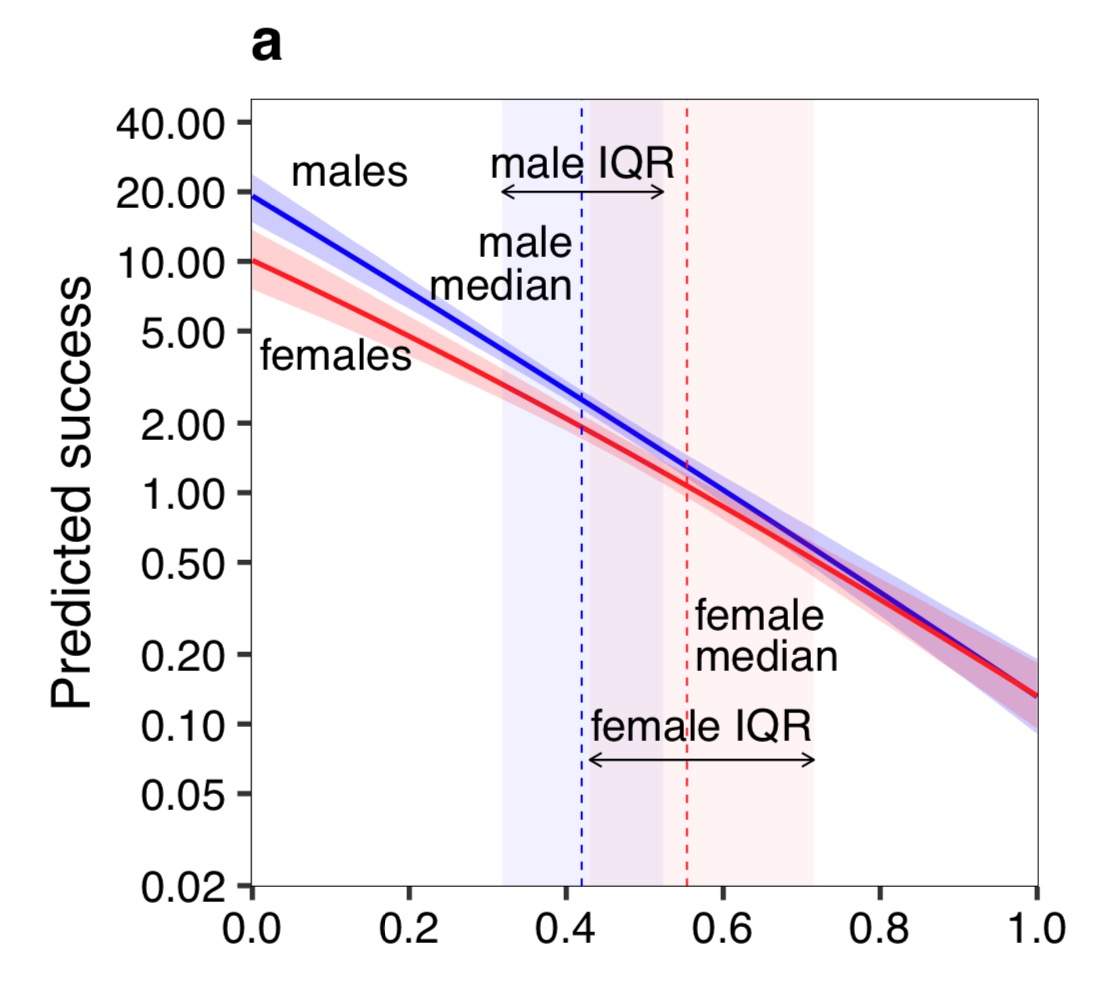 a
Predicted success
40.00
20.00
10.00
5.00
2.00
1.00
0.50
0.20
0.10
0.05
0.02
males
females
male IQR
male
median
female
median
female IQR
0.0
0.2
0.4
0.6
0.8
1.0